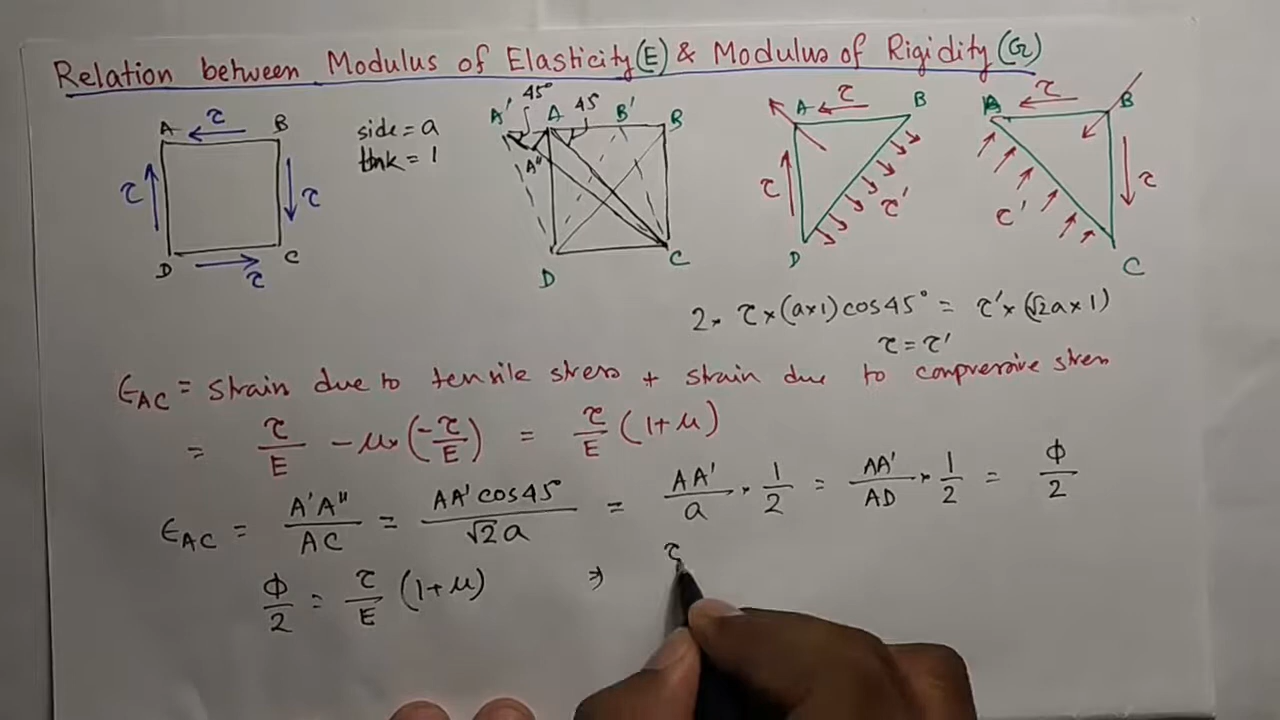 Relation between Modulus of Elasticity(E) & Modulus of Rigidity(G)
A τ B
τ τ
D τ C
side = a
thk = 1
A' 45° A 45 B' B
A"
D C
A τ B
τ τ'
D
A τ B
τ' τ
C
2 × τ × (a×1) cos45° = τ' × (√2a × 1)
τ = τ'
ϵAC = strain due to tensile stress + strain due to compressive stress
= τ/E - μ × (-τ/E) = τ/E (1+μ)
ϵAC = A'A"/AC = AA' cos45°/√2a = AA'/a × 1/2 = AA'/AD × 1/2 = ϕ/2
ϕ/2 = τ/E (1+μ) ⇒ τ